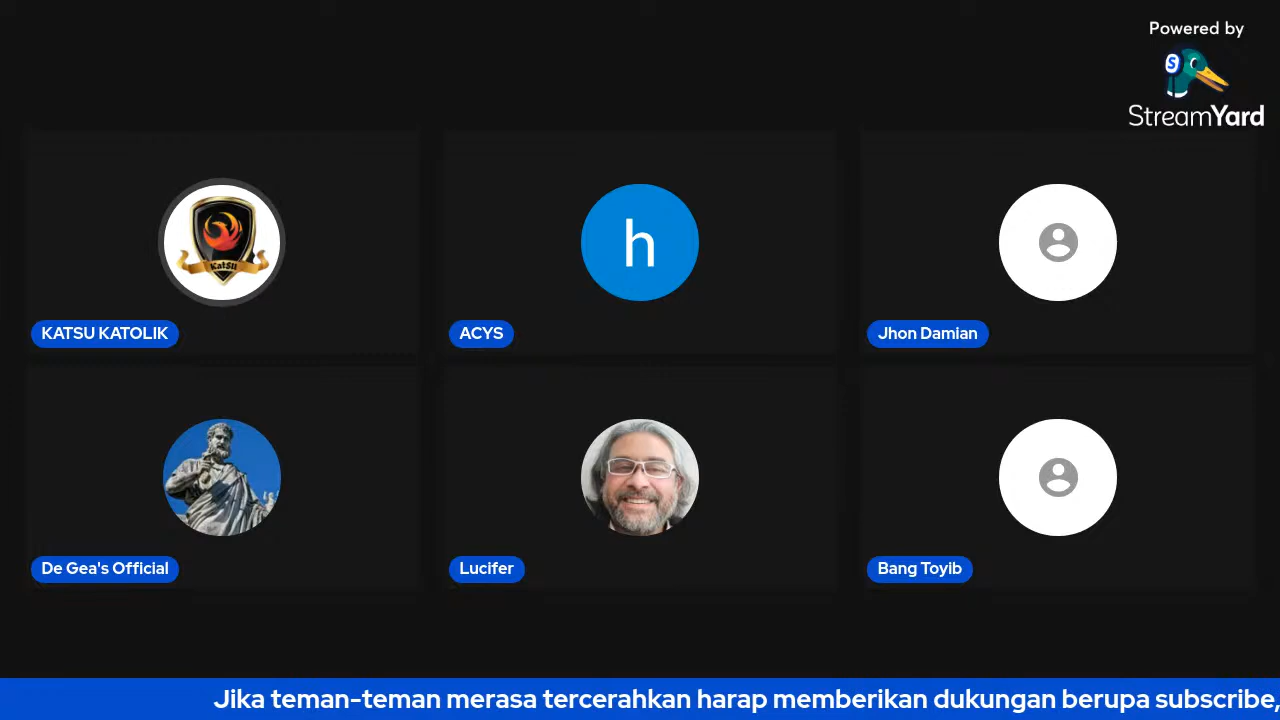 Powered by
StreamYard
KatSu
h
KATSU KATOLIK
ACYS
Jhon Damian
De Gea's Official
Lucifer
Bang Toyib
Jika teman-teman merasa tercerahkan harap memberikan dukungan berupa subscribe,